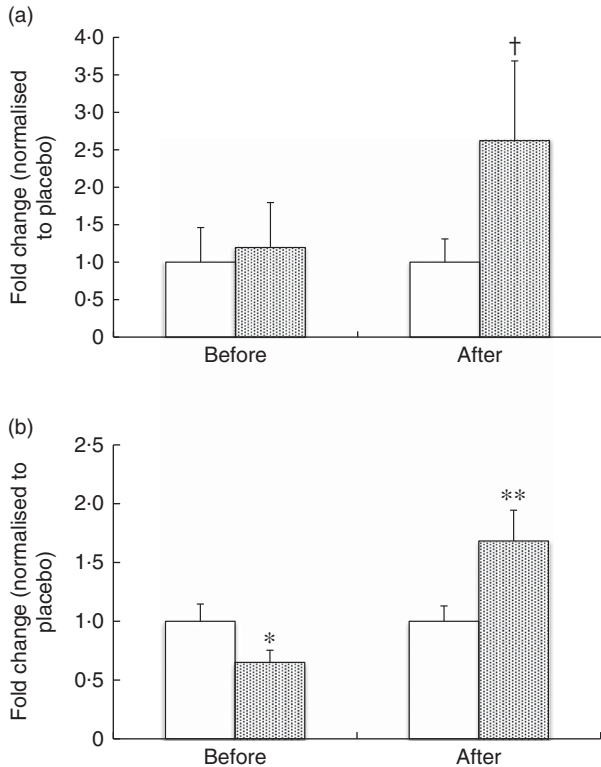 (a)
Fold change (normalised
to placebo)
4·0
3·5
3·0
2·5
2·0
1·5
1·0
0·5
0
†
Before
After
(b)
Fold change (normalised to
placebo)
2·5
2·0
1·5
1·0
0·5
0
*
**
Before
After